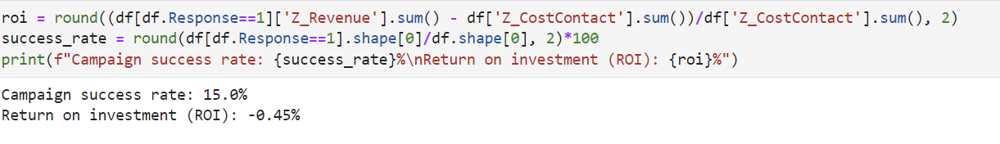 roi = round((df[df.Response==1]['Z_Revenue'].sum() - df['Z_CostContact'].sum())/df['Z_CostContact'].sum(), 2)
success_rate = round(df[df.Response==1].shape[0]/df.shape[0], 2)*100
print(f"Campaign success rate: {success_rate}%\nReturn on investment (ROI): {roi}%")
Campaign success rate: 15.0%
Return on investment (ROI): -0.45%